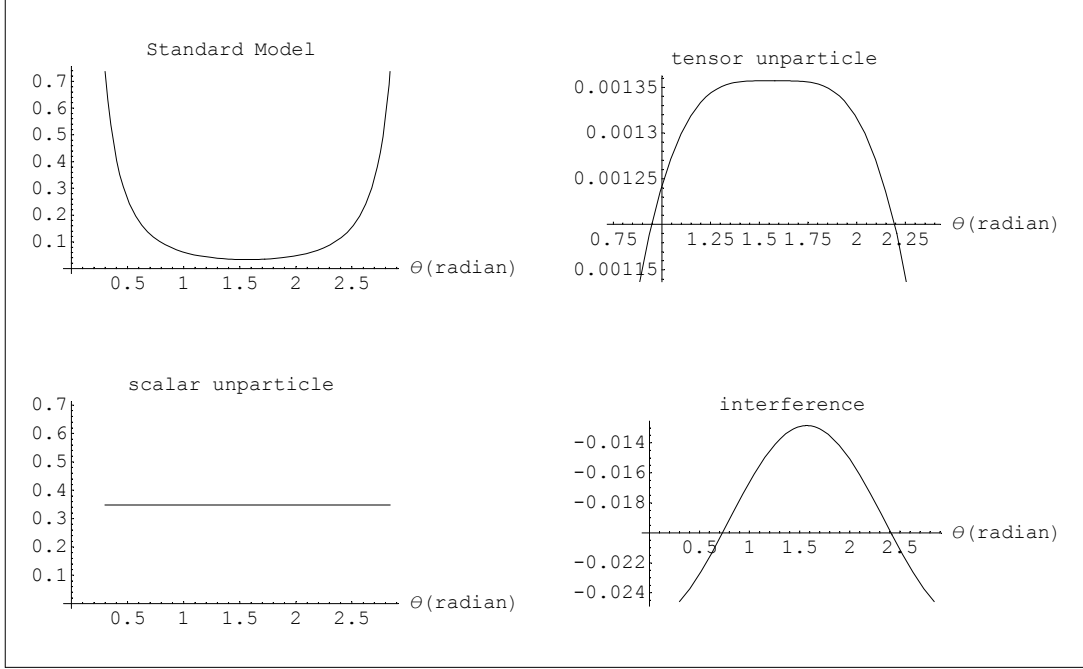 Standard Model
0.7
0.6
0.5
0.4
0.3
0.2
0.1
0.5 1 1.5 2 2.5
θ(radian)
tensor unparticle
0.00135
0.0013
0.00125
0.00115
0.75 1.25 1.5 1.75 2 2.25
θ(radian)
scalar unparticle
0.7
0.6
0.5
0.4
0.3
0.2
0.1
0.5 1 1.5 2 2.5
θ(radian)
interference
-0.014
-0.016
-0.018
-0.022
-0.024
0.5 1 1.5 2 2.5
θ(radian)